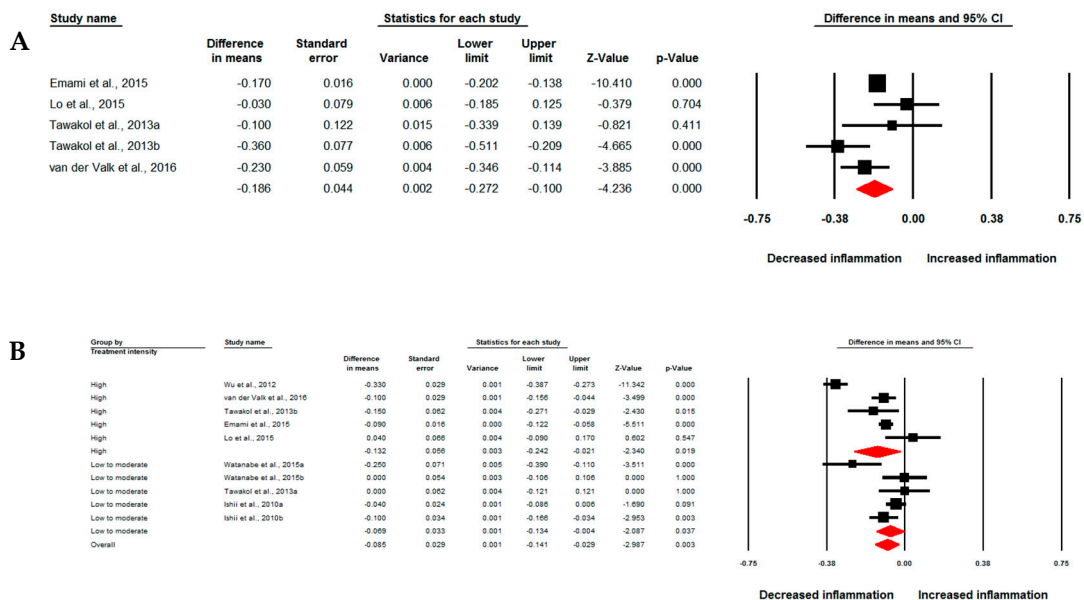 A
Study name Statistics for each study Difference in means and 95% CI
Difference in means Standard error Variance Lower limit Upper limit Z-Value p-Value
Emami et al., 2015 -0.170 0.016 0.000 -0.202 -0.138 -10.410 0.000
Lo et al., 2015 -0.030 0.079 0.006 -0.185 0.125 -0.379 0.704
Tawakol et al., 2013a -0.100 0.122 0.015 -0.339 0.139 -0.821 0.411
Tawakol et al., 2013b -0.360 0.077 0.006 -0.511 -0.209 -4.665 0.000
van der Valk et al., 2016 -0.230 0.059 0.004 -0.346 -0.114 -3.885 0.000
-0.186 0.044 0.002 -0.272 -0.100 -4.236 0.000
-0.75 -0.38 0.00 0.38 0.75
Decreased inflammation Increased inflammation
B
Group by Treatment intensity Study name Statistics for each study Difference in means and 95% CI
Difference in means Standard error Variance Lower limit Upper limit Z-Value p-Value
High Wu et al., 2012 -0.330 0.029 0.001 -0.387 -0.273 -11.342 0.000
High van der Valk et al., 2016 -0.100 0.029 0.001 -0.156 -0.044 -3.499 0.000
High Tawakol et al., 2013b -0.150 0.062 0.004 -0.271 -0.029 -2.430 0.015
High Emami et al., 2015 -0.090 0.016 0.000 -0.122 -0.058 -5.511 0.000
High Lo et al., 2015 0.040 0.066 0.004 -0.090 0.170 0.602 0.547
High -0.132 0.056 0.003 -0.242 -0.021 -2.340 0.019
Low to moderate Watanabe et al., 2015a -0.250 0.071 0.005 -0.390 -0.110 -3.511 0.000
Low to moderate Watanabe et al., 2015b 0.000 0.054 0.003 -0.106 0.106 0.000 1.000
Low to moderate Tawakol et al., 2013a 0.000 0.062 0.004 -0.121 0.121 0.000 1.000
Low to moderate Ishii et al., 2010a -0.040 0.024 0.001 -0.086 0.006 -1.690 0.091
Low to moderate Ishii et al., 2010b -0.100 0.034 0.001 -0.166 -0.034 -2.953 0.003
Low to moderate -0.069 0.033 0.001 -0.134 -0.004 -2.087 0.037
Overall -0.085 0.029 0.001 -0.141 -0.029 -2.987 0.003
-0.75 -0.38 0.00 0.38 0.75
Decreased inflammation Increased inflammation